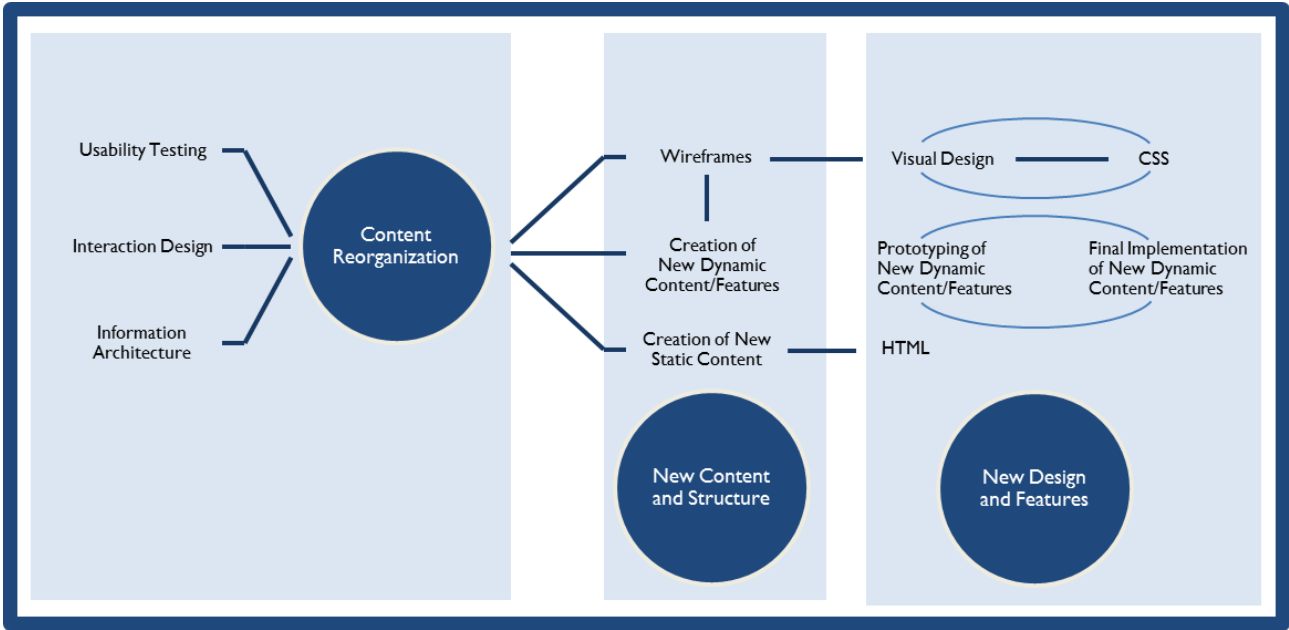 Usability Testing
Interaction Design
Information
Architecture
Content
Reorganization
Wireframes
Creation of
New Dynamic
Content/Features
Creation of New
Static Content
New Content
and Structure
Visual Design
CSS
Prototyping of
New Dynamic
Content/Features
Final Implementation
of New Dynamic
Content/Features
HTML
New Design
and Features